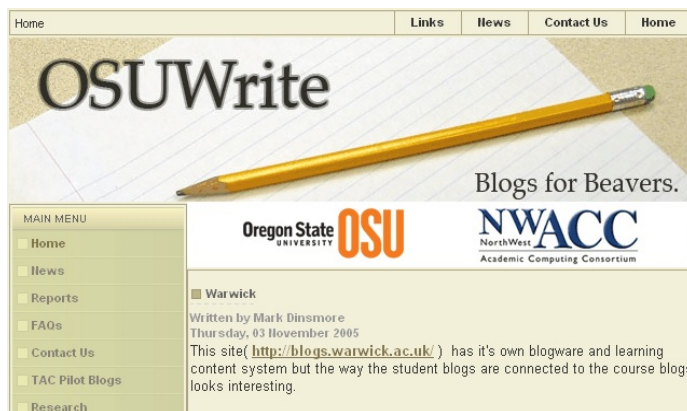 Home Links News Contact Us Home
OSUWrite
Blogs for Beavers.
MAIN MENU
Home
News
Reports
FAQs
Contact Us
TAC Pilot Blogs
Research
Oregon State
UNIVERSITY
OSU
NWACC
NorthWest
Academic Computing Consortium
Warwick
Written by Mark Dinsmore
Thursday, 03 November 2005
This site( http://blogs.warwick.ac.uk/ ) has it's own blogware and learning
content system but the way the student blogs are connected to the course blogs
looks interesting.